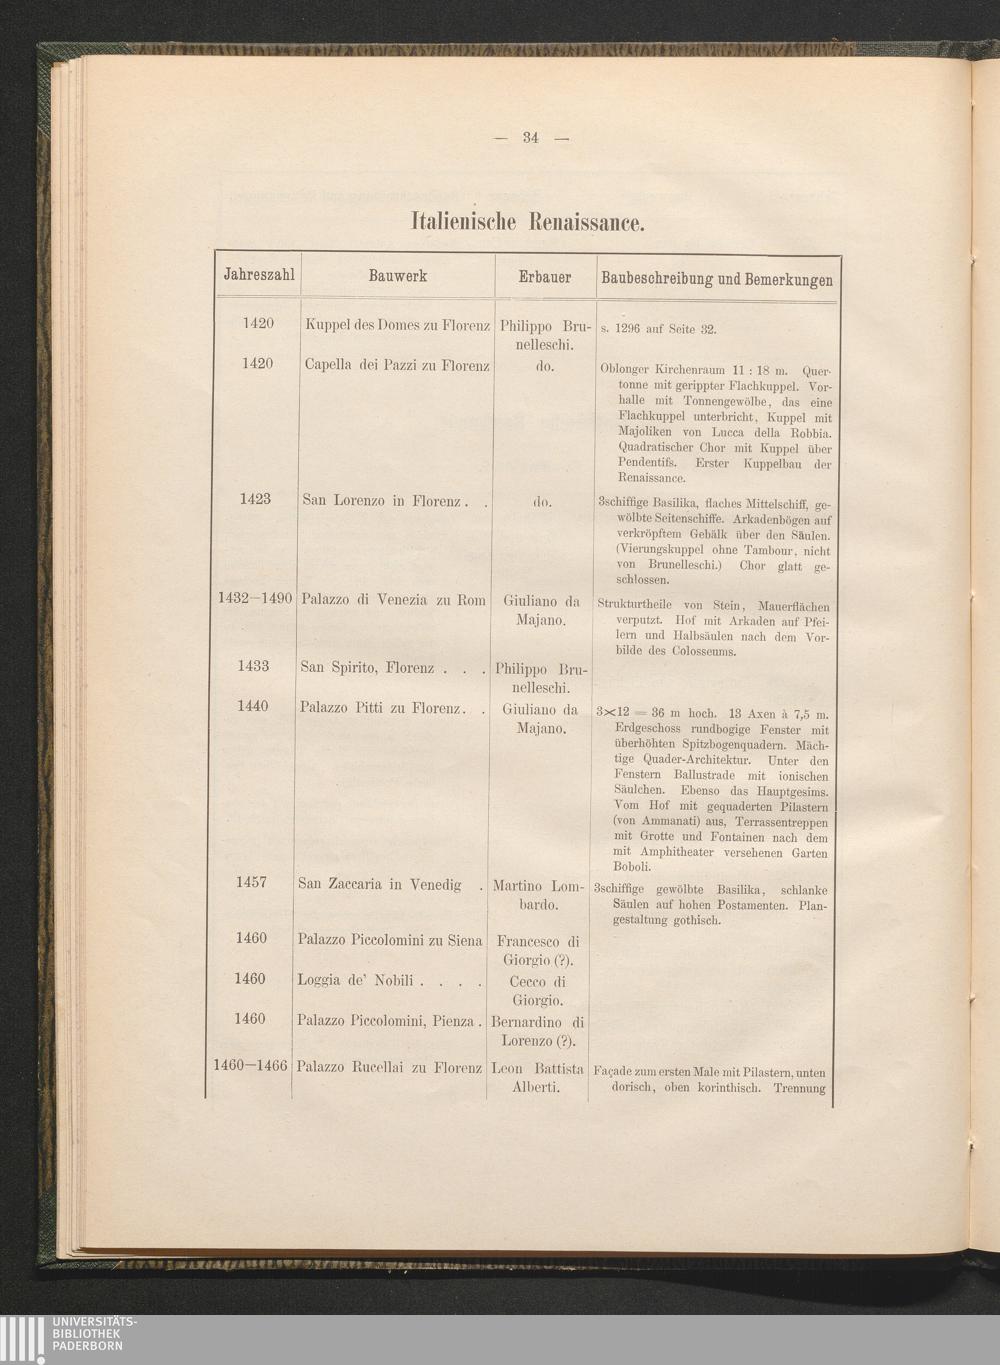 — 34 —
Italienische Renaissance.
Jahreszahl Bauwerk Erbauer Baubeschreibung und Bemerkungen
1420 Kuppel des Domes zu Florenz Philippo Bru- s. 1296 auf Seite 32.
nelleschi.
1420 Capella dei Pazzi zu Florenz do. Oblonger Kirchenraum 11 : 18 m. Quer-
tonne mit gerippter Flachkuppel. Vor-
halle mit Tonnengewölbe, das eine
Flachkuppel unterbricht, Kuppel mit
Majoliken von Lucca della Robbia.
Quadratischer Chor mit Kuppel über
Pendentifs. Erster Kuppelbau der
Renaissance.
1423 San Lorenzo in Florenz . . do. 3schiffige Basilika, flaches Mittelschiff, ge-
wölbte Seitenschiffe. Arkadenbögen auf
verkröpftem Gebälk über den Säulen.
(Vierungskuppel ohne Tambour, nicht
von Brunelleschi.) Chor glatt ge-
schlossen.
1432—1490 Palazzo di Venezia zu Rom Giuliano da Strukturtheile von Stein, Mauerflächen
Majano. verputzt. Hof mit Arkaden auf Pfei-
lern und Halbsäulen nach dem Vor-
bilde des Colosseums.
1433 San Spirito, Florenz . . . Philippo Bru-
nelleschi.
1440 Palazzo Pitti zu Florenz. . Giuliano da 3×12 = 36 m hoch. 13 Axen à 7,5 m.
Majano. Erdgeschoss rundbogige Fenster mit
überhöhten Spitzbogenquadern. Mäch-
tige Quader-Architektur. Unter den
Fenstern Ballustrade mit ionischen
Säulchen. Ebenso das Hauptgesims.
Vom Hof mit gequaderten Pilastern
(von Ammanati) aus, Terrassentreppen
mit Grotte und Fontainen nach dem
mit Amphitheater versehenen Garten
Boboli.
1457 San Zaccaria in Venedig . Martino Lom- 3schiffige gewölbte Basilika, schlanke
bardo. Säulen auf hohen Postamenten. Plan-
gestaltung gothisch.
1460 Palazzo Piccolomini zu Siena Francesco di
Giorgio (?).
1460 Loggia de' Nobili . . . . Cecco di
Giorgio.
1460 Palazzo Piccolomini, Pienza . Bernardino di
Lorenzo (?).
1460—1466 Palazzo Rucellai zu Florenz Leon Battista Façade zum ersten Male mit Pilastern, unten
Alberti. dorisch, oben korinthisch. Trennung
UNIVERSITÄTS-
BIBLIOTHEK
PADERBORN